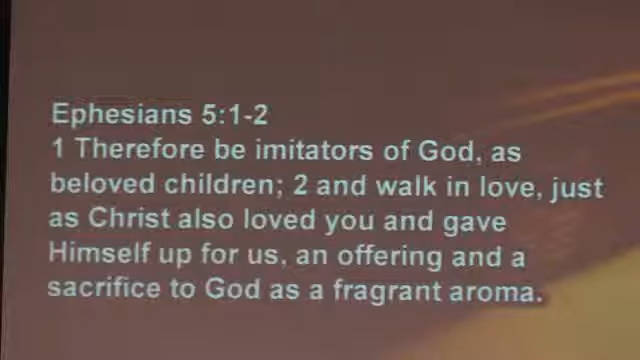 Ephesians 5:1-2
1 Therefore be imitators of God, as
beloved children; 2 and walk in love, just
as Christ also loved you and gave
Himself up for us, an offering and a
sacrifice to God as a fragrant aroma.